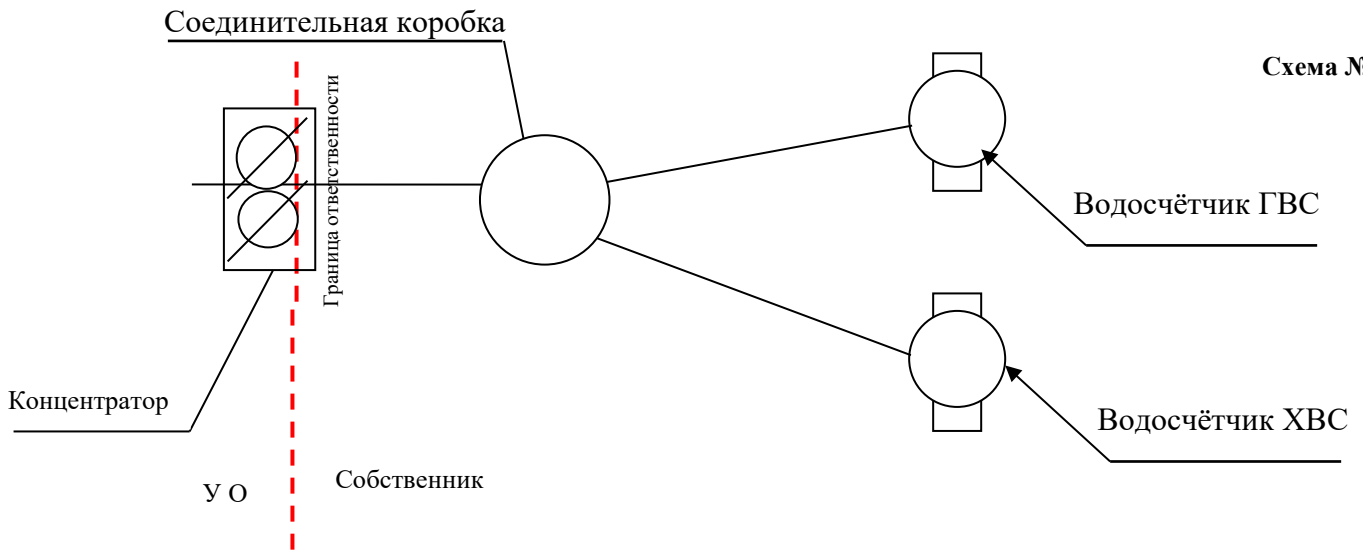 Соединительная коробка
Схема №
Граница ответственности
Водосчётчик ГВС
Концентратор
Водосчётчик ХВС
У О
Собственник